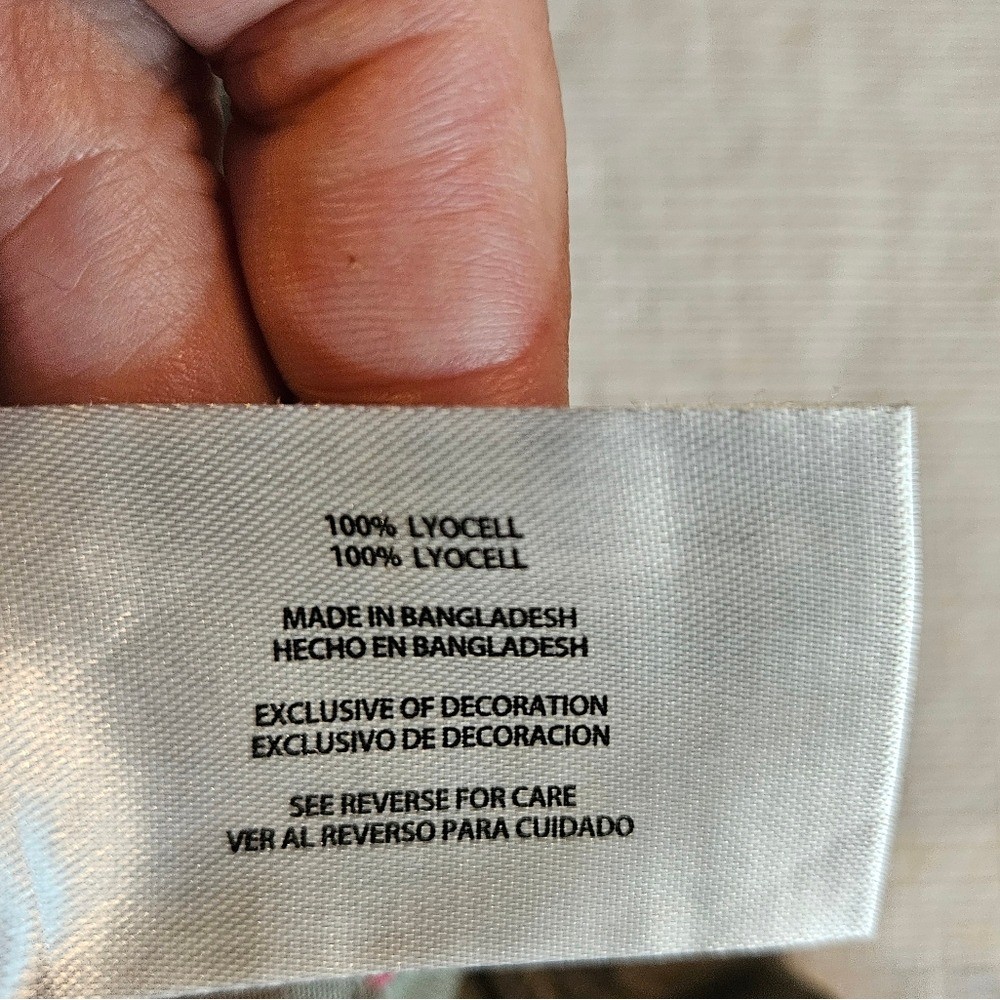 100% LYOCELL
100% LYOCELL
MADE IN BANGLADESH
HECHO EN BANGLADESH
EXCLUSIVE OF DECORATION
EXCLUSIVO DE DECORACION
SEE REVERSE FOR CARE
VER AL REVERSO PARA CUIDADO